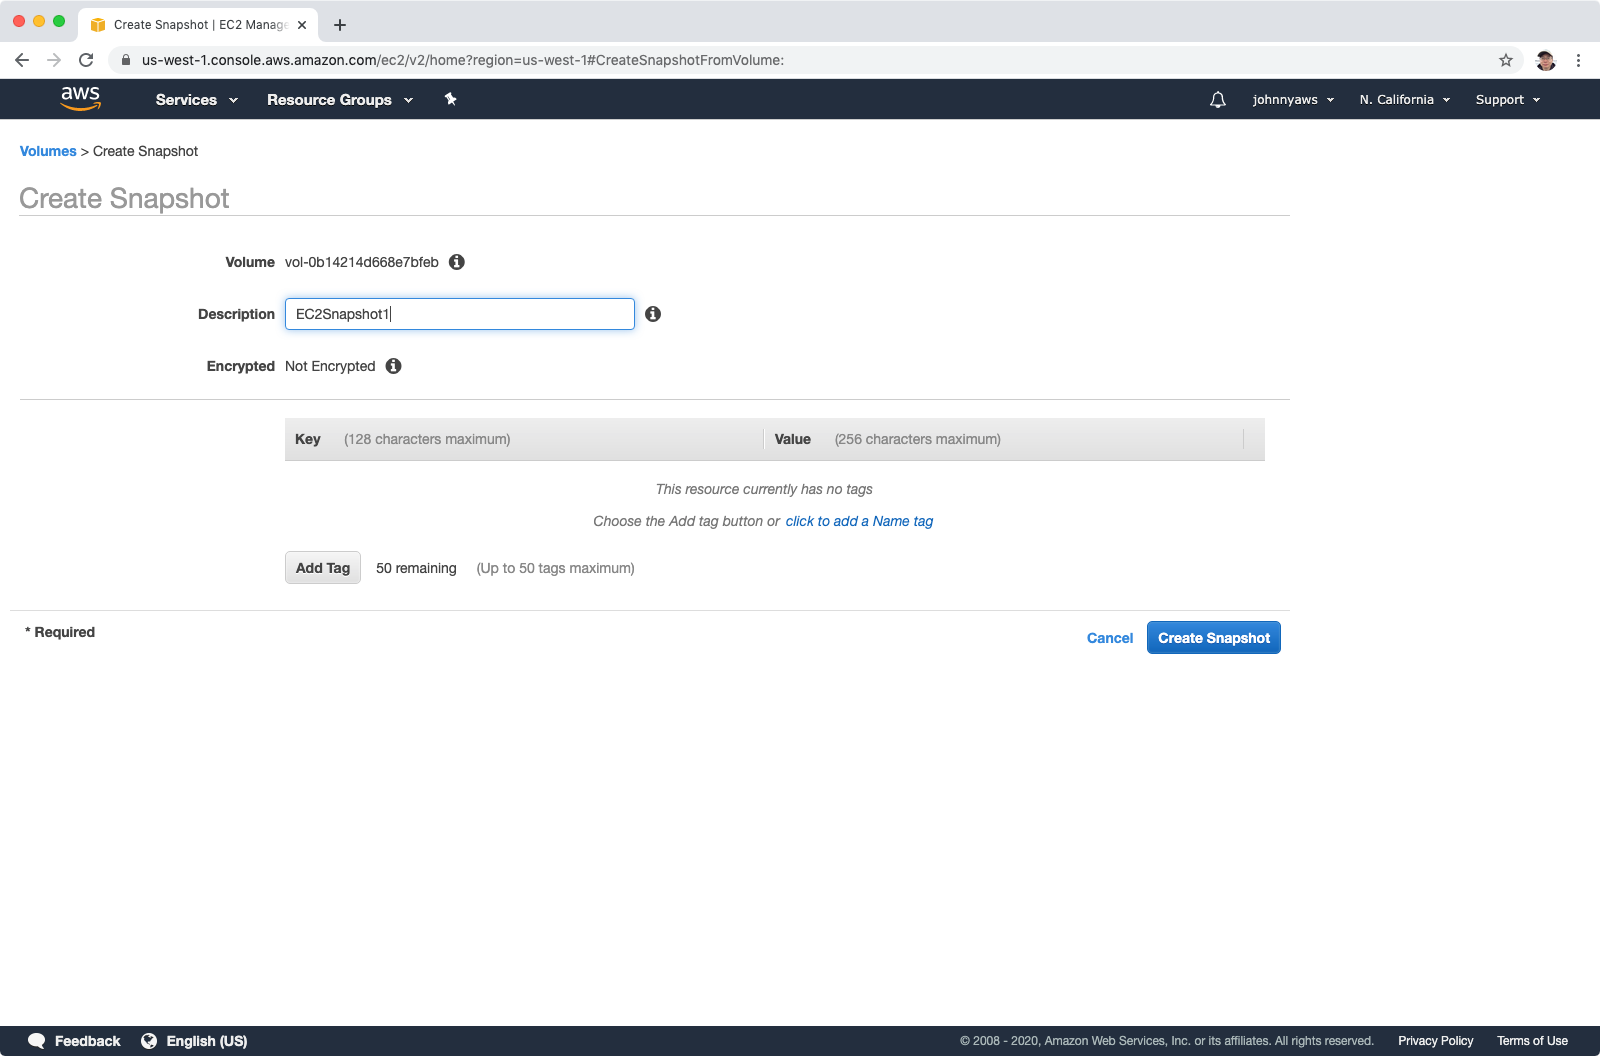 Create Snapshot | EC2 Manage
us-west-1.console.aws.amazon.com/ec2/v2/home?region=us-west-1#CreateSnapshotFromVolume:
aws Services Resource Groups johnnyaws N. California Support
Volumes > Create Snapshot
Create Snapshot
Volume vol-0b14214d668e7bfeb
Description EC2Snapshot1
Encrypted Not Encrypted
Key (128 characters maximum) Value (256 characters maximum)
This resource currently has no tags
Choose the Add tag button or click to add a Name tag
Add Tag 50 remaining (Up to 50 tags maximum)
* Required Cancel Create Snapshot
Feedback English (US) © 2008 - 2020, Amazon Web Services, Inc. or its affiliates. All rights reserved. Privacy Policy Terms of Use